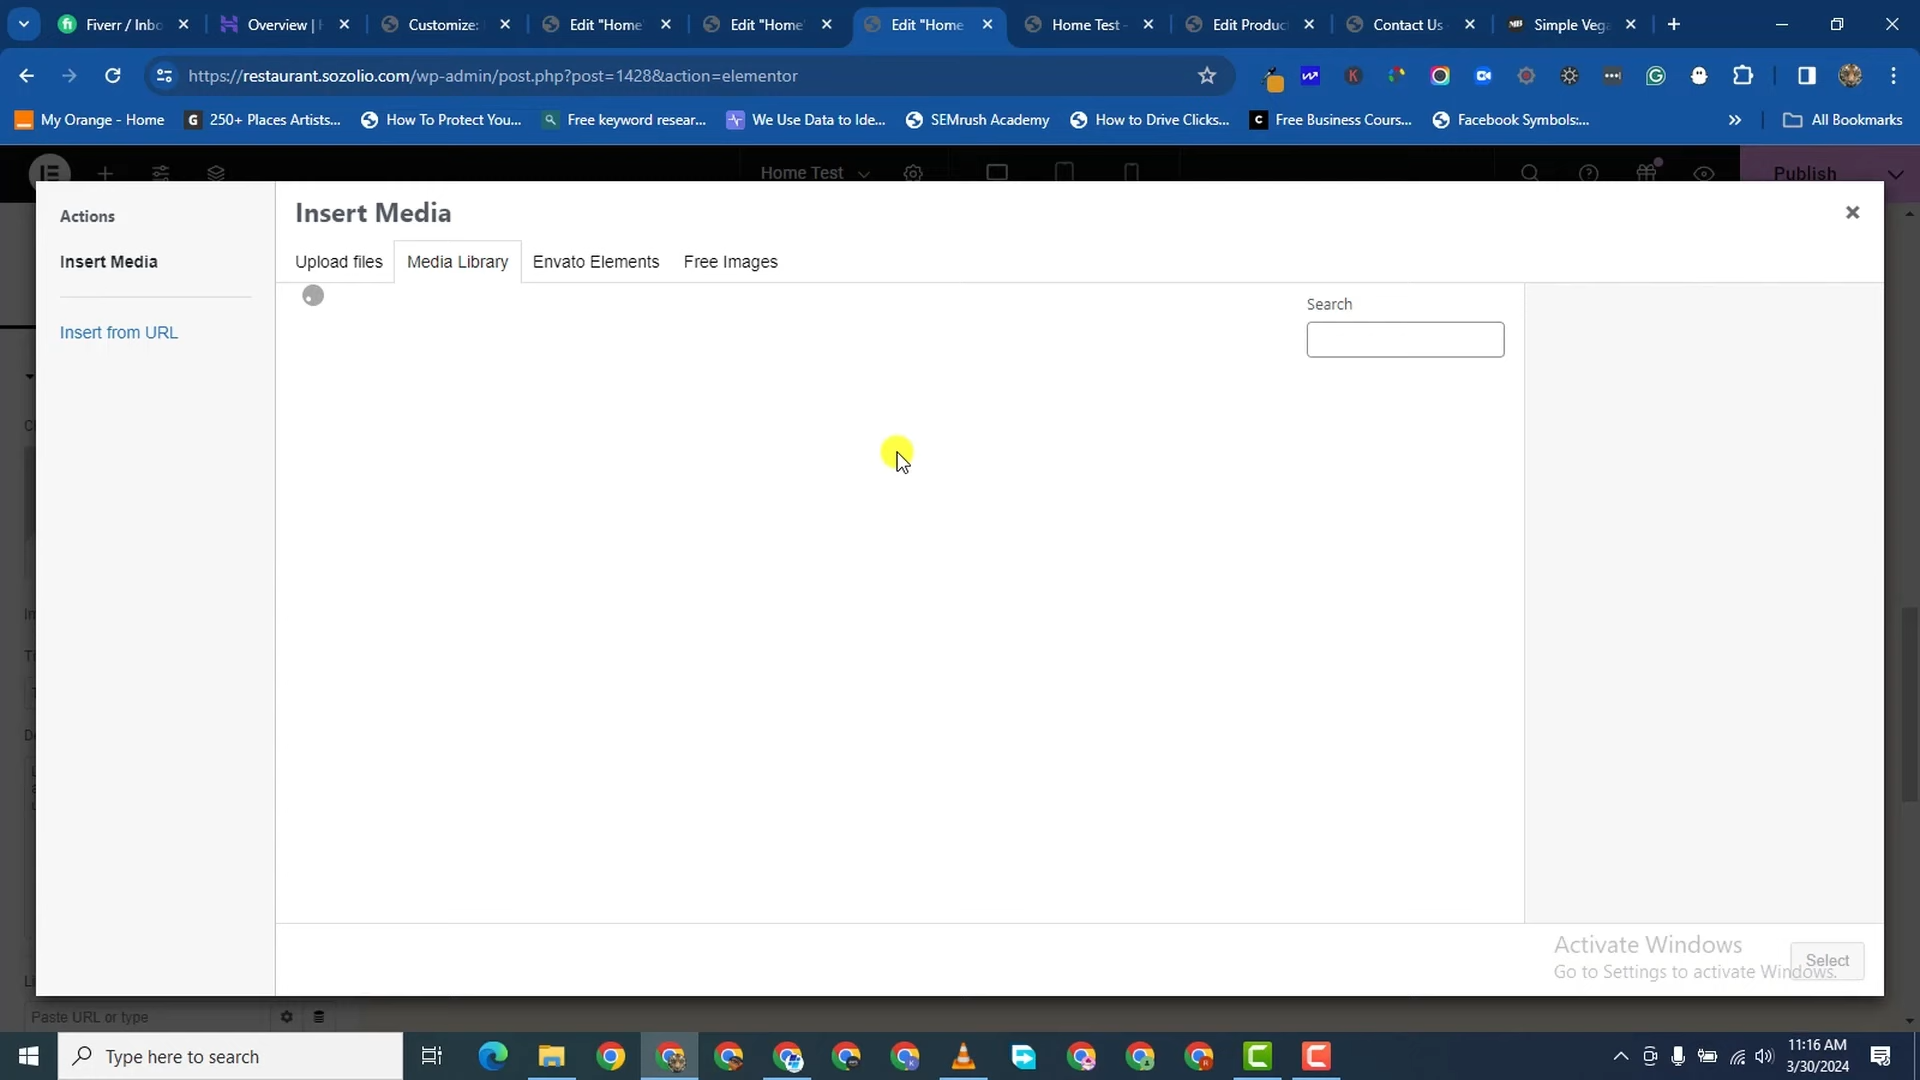 Fiverr / Inbo
Overview |
Customize:
Edit "Home
Edit "Home
Edit "Home
Home Test -
Edit Produc
Contact Us
Simple Vega
https://restaurant.sozolio.com/wp-admin/post.php?post=1428&action=elementor
My Orange - Home
250+ Places Artists...
How To Protect You...
Free keyword resear...
We Use Data to Ide...
SEMrush Academy
How to Drive Clicks...
Free Business Cours...
Facebook Symbols:...
All Bookmarks
Home Test
Publish
Actions
Insert Media
Insert Media
Upload files
Media Library
Envato Elements
Free Images
Search
Insert from URL
Paste URL or type
Activate Windows
Go to Settings to activate Windows.
Select
Type here to search
11:16 AM
3/30/2024